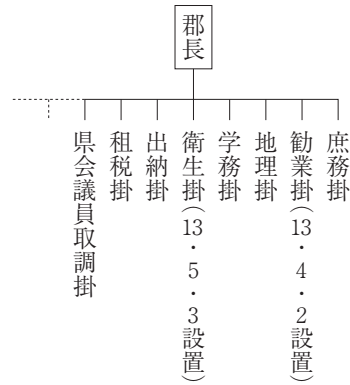 郡長
庶務掛
勧業掛(13・4・2設置)
地理掛
学務掛
衛生掛(13・5・3設置)
出納掛
租税掛
県会議員取調掛